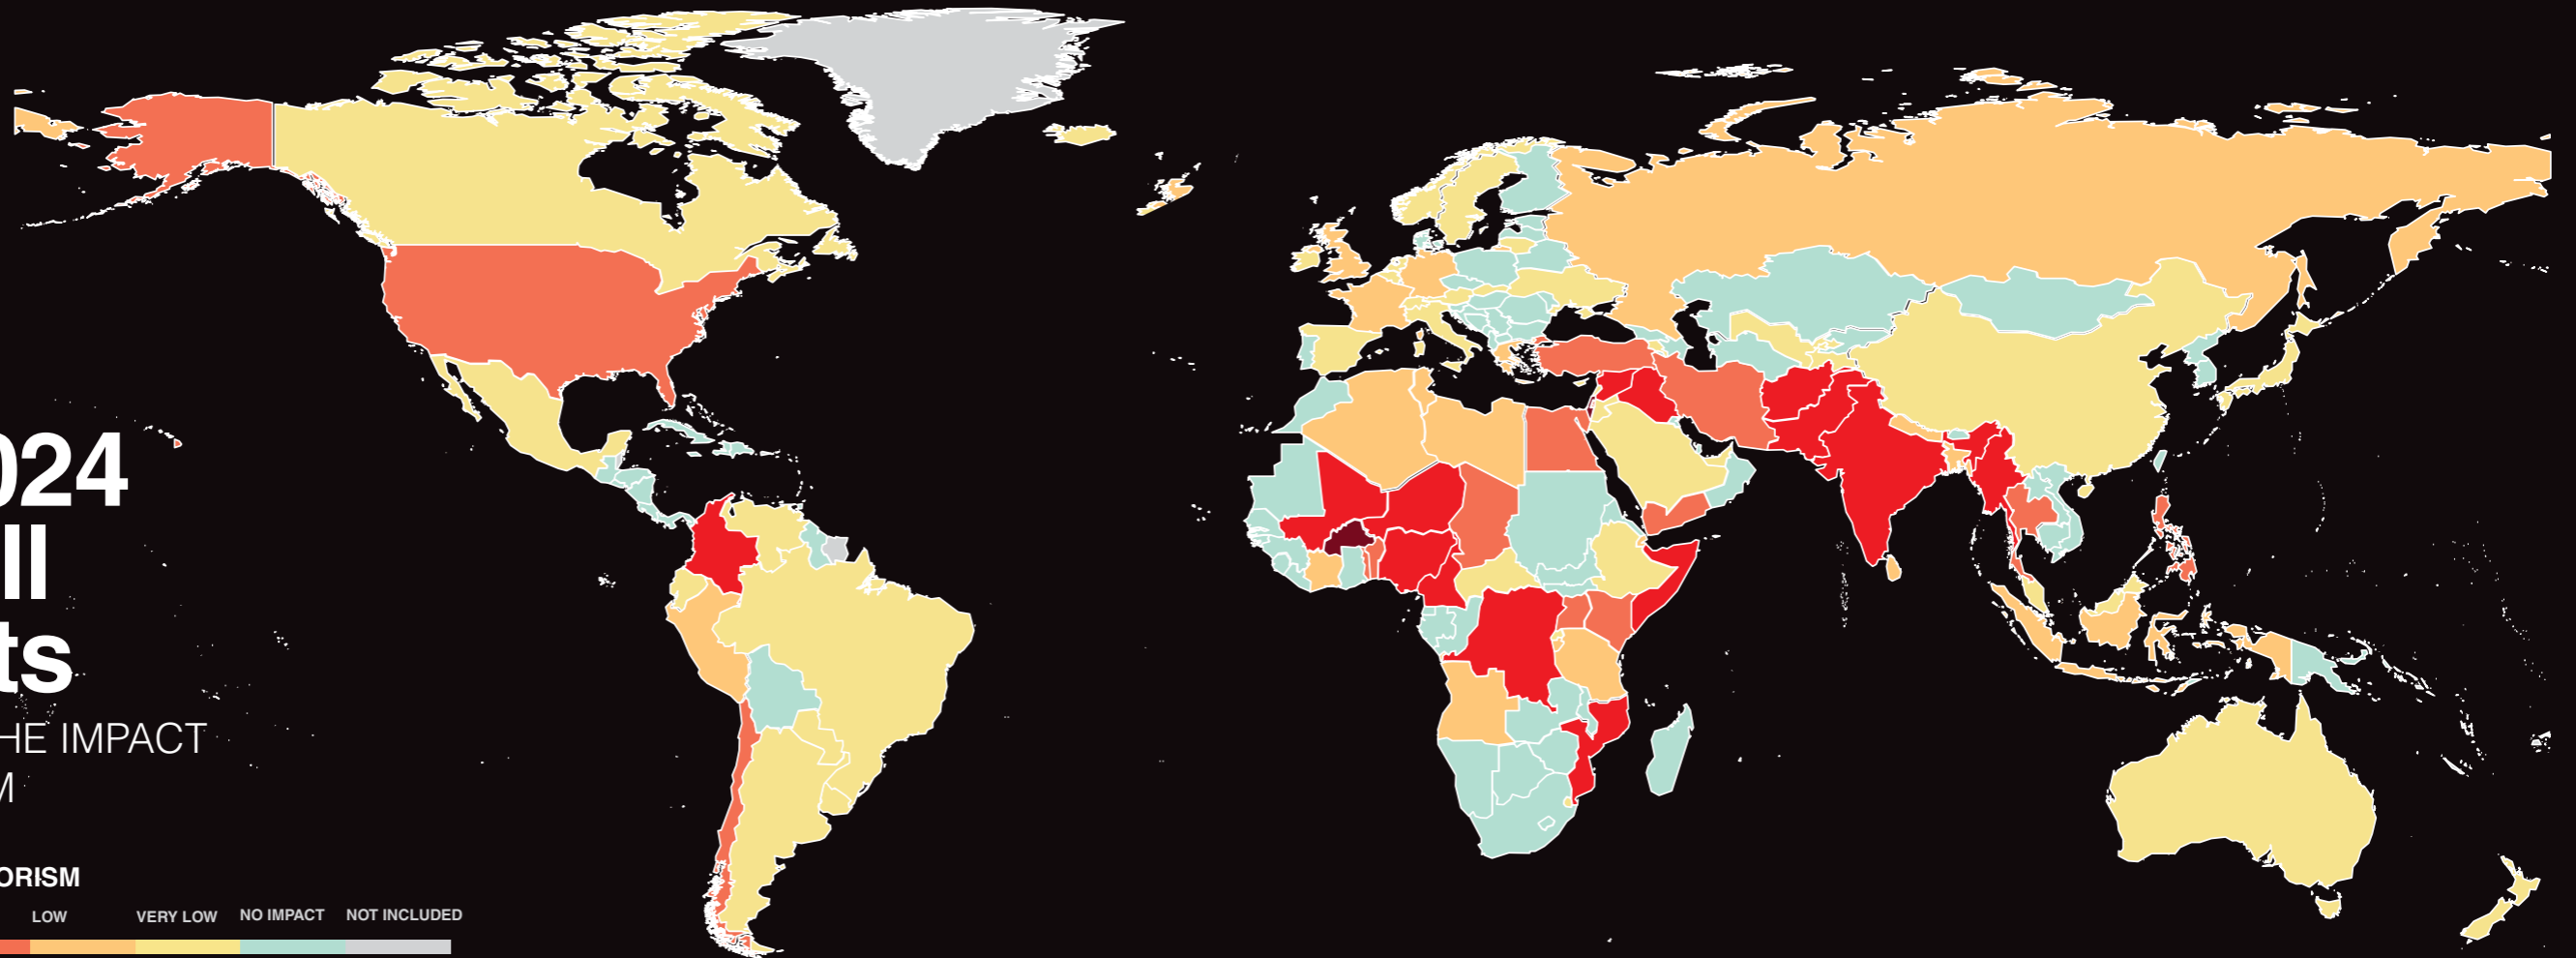 024
ll
ts
HE IMPACT
M
ORISM
LOW VERY LOW NO IMPACT NOT INCLUDED